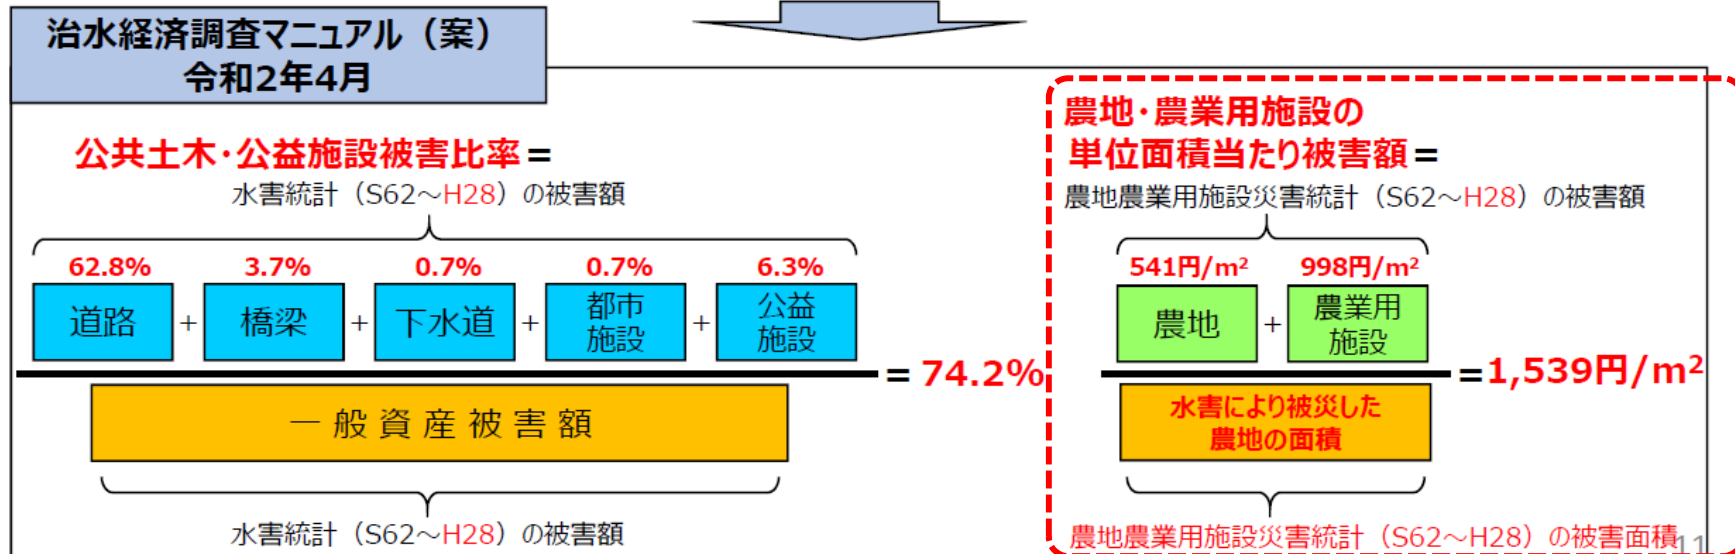 治水経済調査マニュアル（案）
令和2年4月
公共土木・公益施設被害比率＝
水害統計（S62～H28）の被害額
62.8% 3.7% 0.7% 0.7% 6.3%
道路 + 橋梁 + 下水道 + 都市施設 + 公益施設
= 74.2%
一般資産被害額
水害統計（S62～H28）の被害額
農地・農業用施設の
単位面積当たり被害額＝
農地農業用施設災害統計（S62～H28）の被害額
541円/m² 998円/m²
農地 + 農業用施設
=1,539円/m²
水害により被災した
農地の面積
農地農業用施設災害統計（S62～H28）の被害面積
11